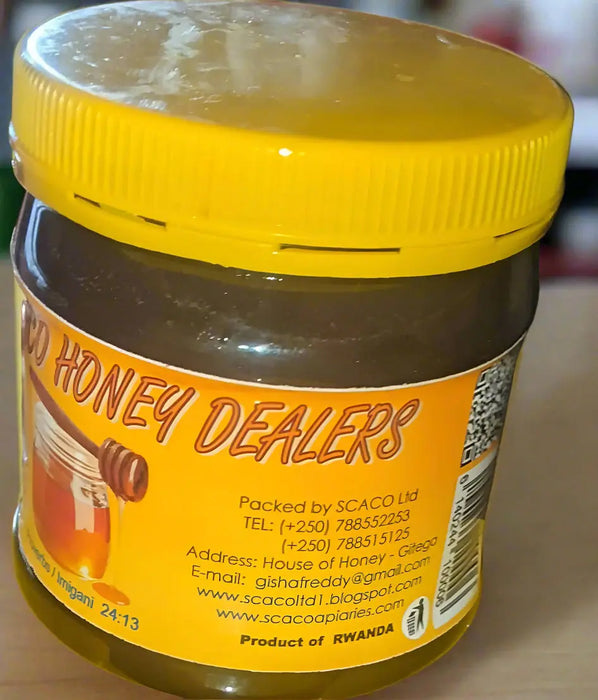 CO HONEY DEALERS
Packed by SCACO Ltd
TEL: (+250) 788552253
(+250) 788515125
Address: House of Honey - Gitega
E-mail: gishafreddy@gmail.com
www.scacoltd1.blogspot.com
www.scacoapiaries.com
Product of RWANDA
/ Imigani 24:13